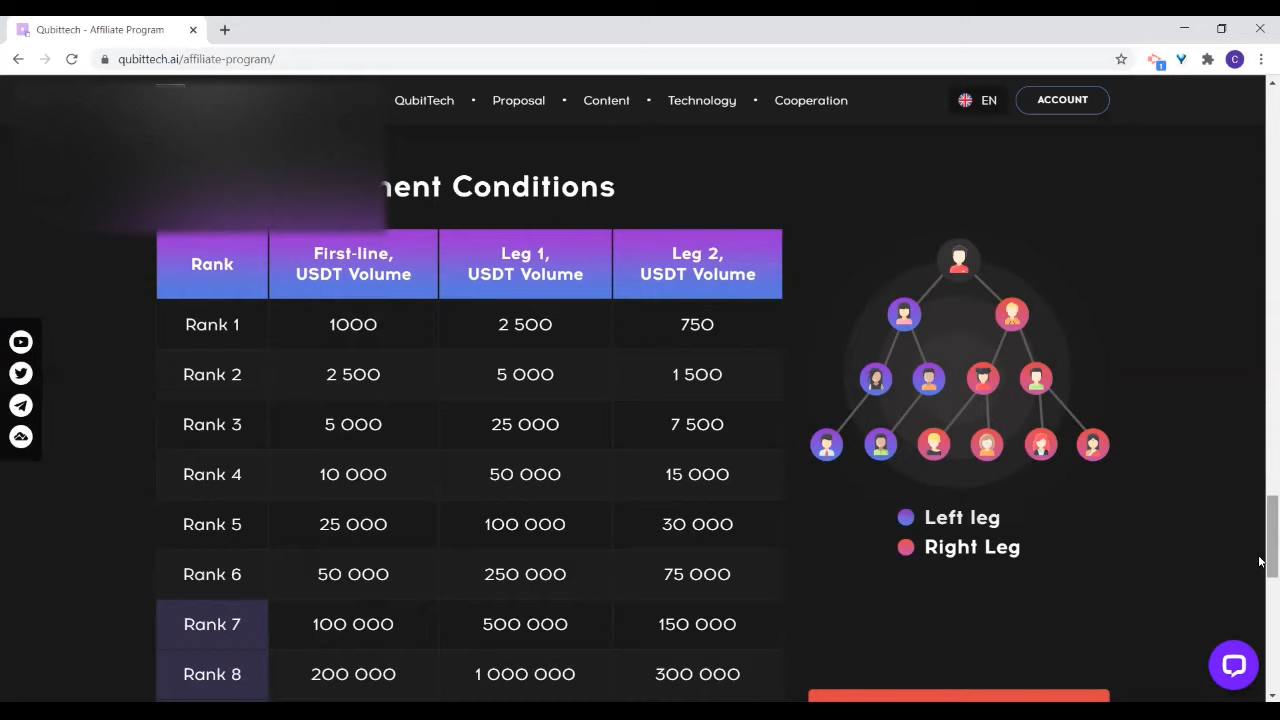 Qubittech - Affiliate Program
qubittech.ai/affiliate-program/
1
C
QubitTech • Proposal • Content • Technology • Cooperation
EN
ACCOUNT
Conditions
Rank First-line, USDT Volume Leg 1, USDT Volume Leg 2, USDT Volume
Rank 1 1000 2 500 750
Rank 2 2 500 5 000 1 500
Rank 3 5 000 25 000 7 500
Rank 4 10 000 50 000 15 000
Rank 5 25 000 100 000 30 000
Rank 6 50 000 250 000 75 000
Rank 7 100 000 500 000 150 000
Rank 8 200 000 1 000 000 300 000
Left leg
Right Leg